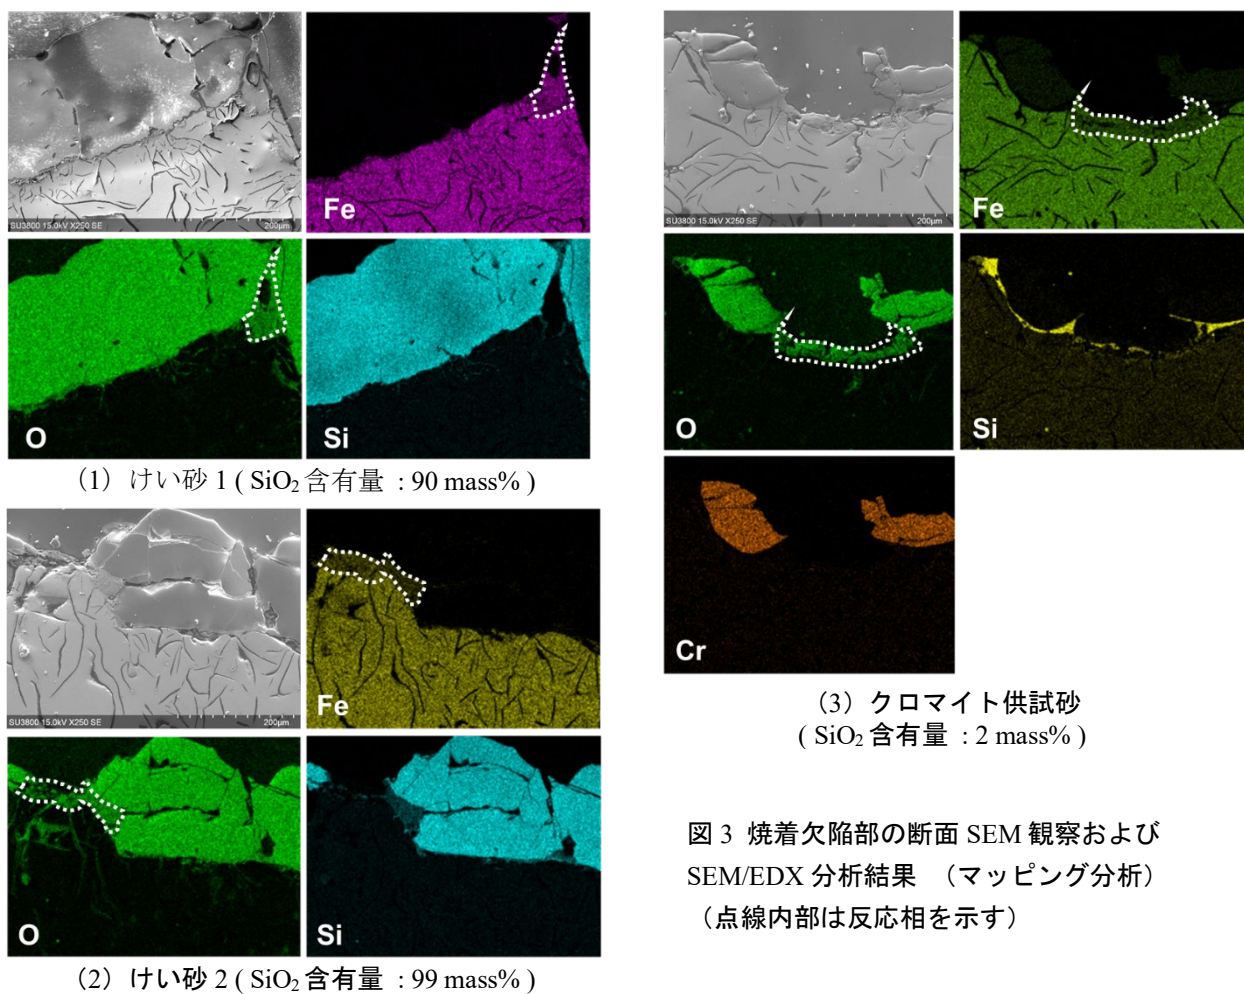 SU3800 15.0kV X250 SE 200μm
Fe
O
Si
(1) けい砂 1 ( SiO₂ 含有量 : 90 mass% )
SU3800 15.0kV X250 SE 200μm
Fe
O
Si
(2) けい砂 2 ( SiO₂ 含有量 : 99 mass% )
SU3800 15.0kV X250 SE 200μm
Fe
O
Si
Cr
(3) クロマイト供試砂
( SiO₂ 含有量 : 2 mass% )
図 3 焼着欠陥部の断面 SEM 観察および
SEM/EDX 分析結果 (マッピング分析)
(点線内部は反応相を示す)